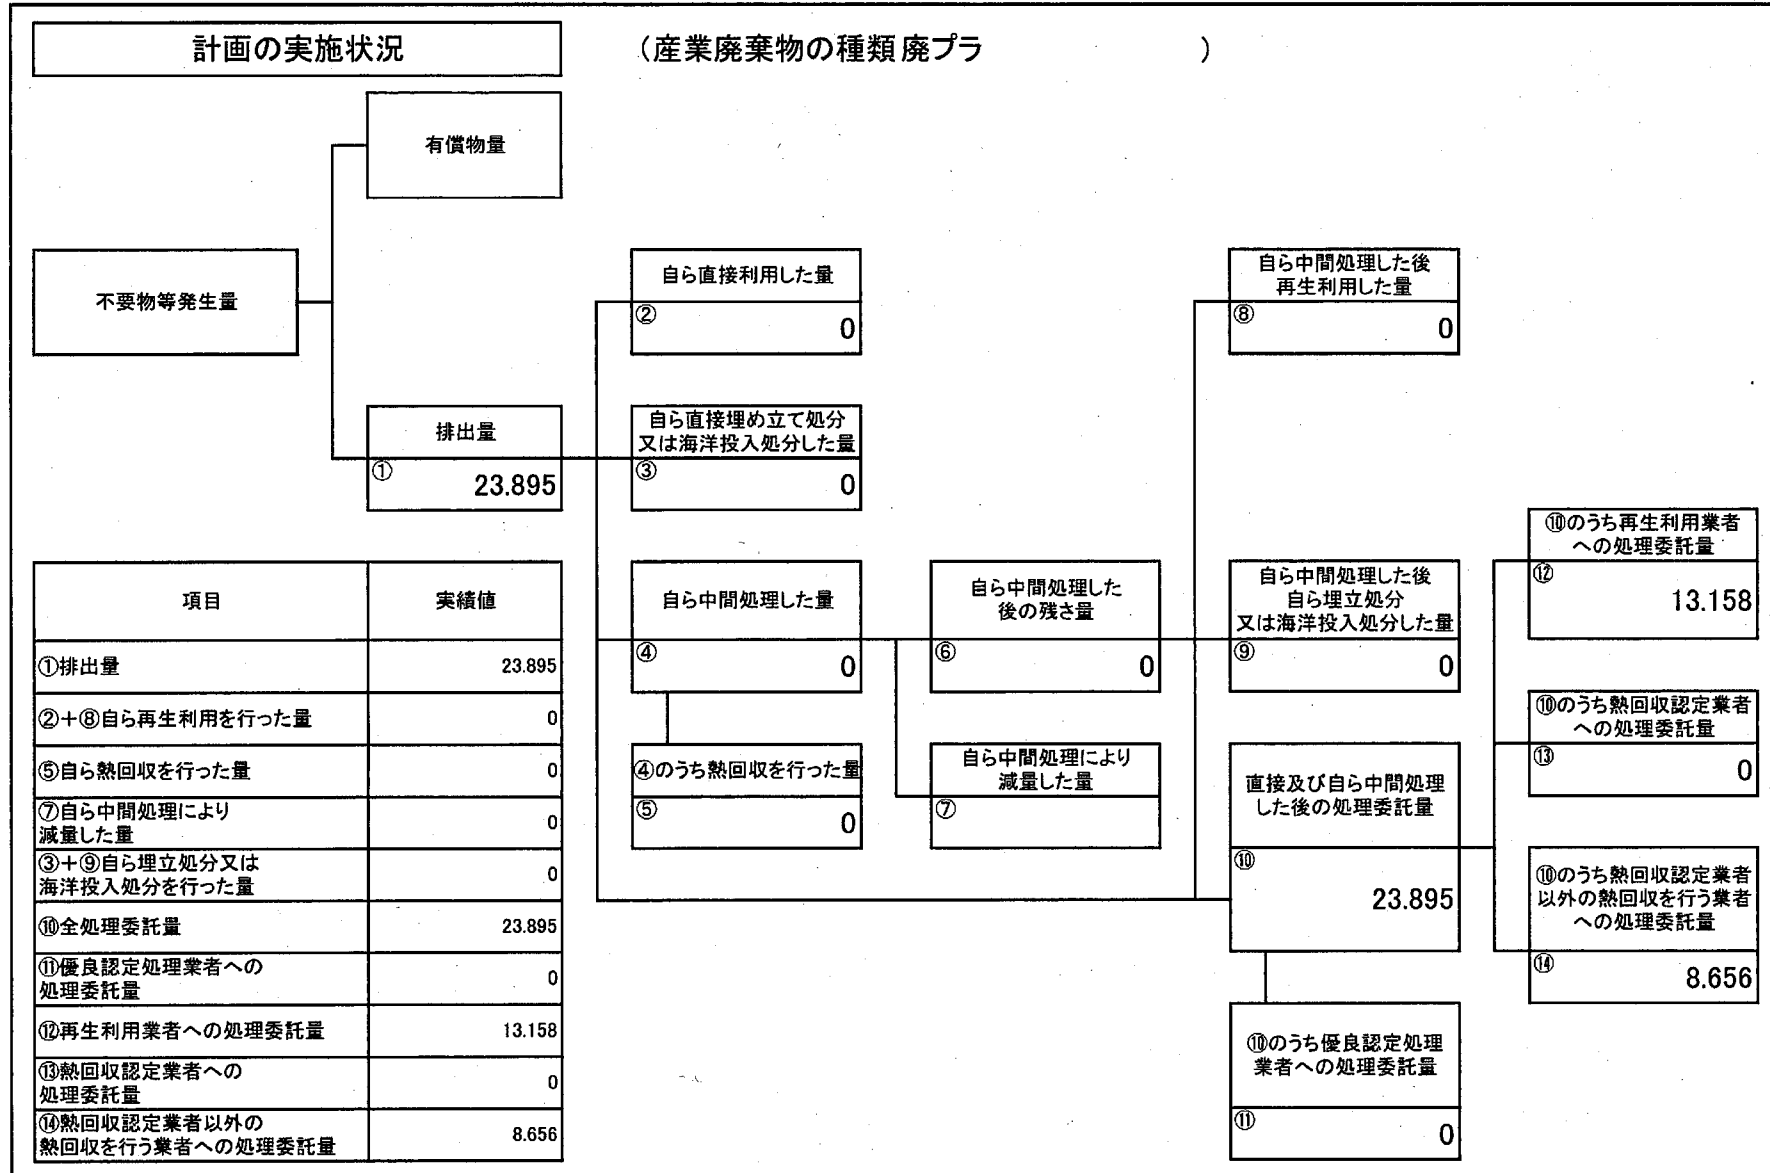 計画の実施状況
（産業廃棄物の種類 廃プラ ）
有償物量
不要物等発生量
排出量
① 23.895
自ら直接利用した量
② 0
自ら直接埋め立て処分
又は海洋投入処分した量
③ 0
自ら中間処理した量
④ 0
④のうち熱回収を行った量
⑤ 0
自ら中間処理した
後の残さ量
⑥ 0
自ら中間処理により
減量した量
⑦
自ら中間処理した後
再生利用した量
⑧ 0
自ら中間処理した後
自ら埋立処分
又は海洋投入処分した量
⑨ 0
直接及び自ら中間処理
した後の処理委託量
⑩ 23.895
⑩のうち優良認定処理
業者への処理委託量
⑪ 0
⑩のうち再生利用業者
への処理委託量
⑫ 13.158
⑩のうち熱回収認定業者
への処理委託量
⑬ 0
⑩のうち熱回収認定業者
以外の熱回収を行う業者
への処理委託量
⑭ 8.656
項目 実績値
①排出量 23.895
②＋⑧自ら再生利用を行った量 0
⑤自ら熱回収を行った量 0
⑦自ら中間処理により
減量した量 0
③＋⑨自ら埋立処分又は
海洋投入処分を行った量 0
⑩全処理委託量 23.895
⑪優良認定処理業者への
処理委託量 0
⑫再生利用業者への処理委託量 13.158
⑬熱回収認定業者への
処理委託量 0
⑭熱回収認定業者以外の
熱回収を行う業者への処理委託量 8.656